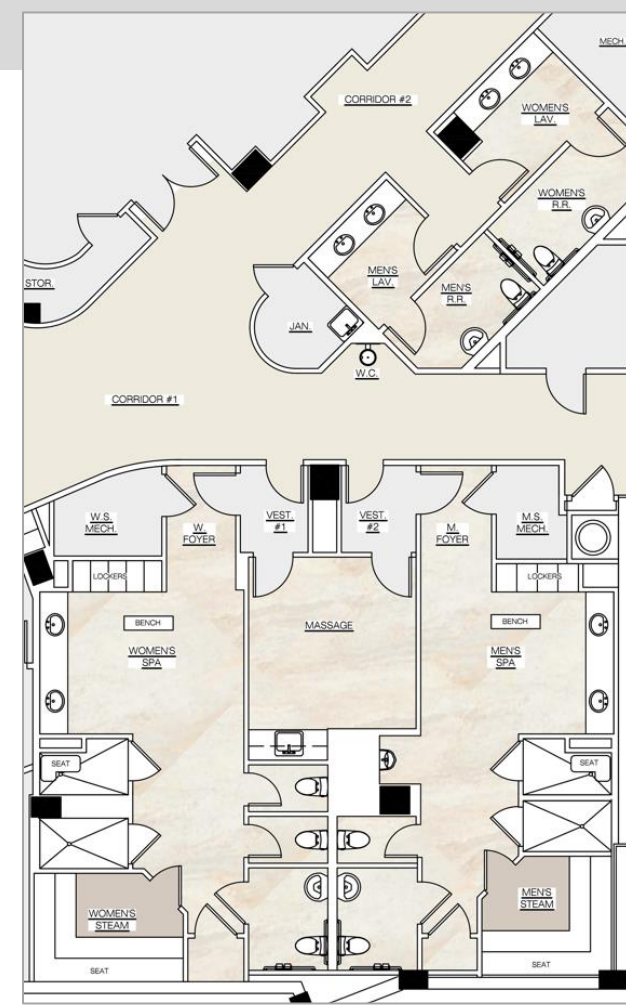 MECH.
CORRIDOR #2
WOMEN'S
LAV.
WOMEN'S
R.R.
MEN'S
LAV.
MEN'S
R.R.
STOR.
JAN.
W.C.
CORRIDOR #1
W.S.
MECH.
W.
FOYER
VEST.
#1
VEST.
#2
M.
FOYER
M.S.
MECH.
LOCKERS
LOCKERS
BENCH
MASSAGE
BENCH
WOMEN'S
SPA
MEN'S
SPA
SEAT
SEAT
WOMEN'S
STEAM
MEN'S
STEAM
SEAT
SEAT